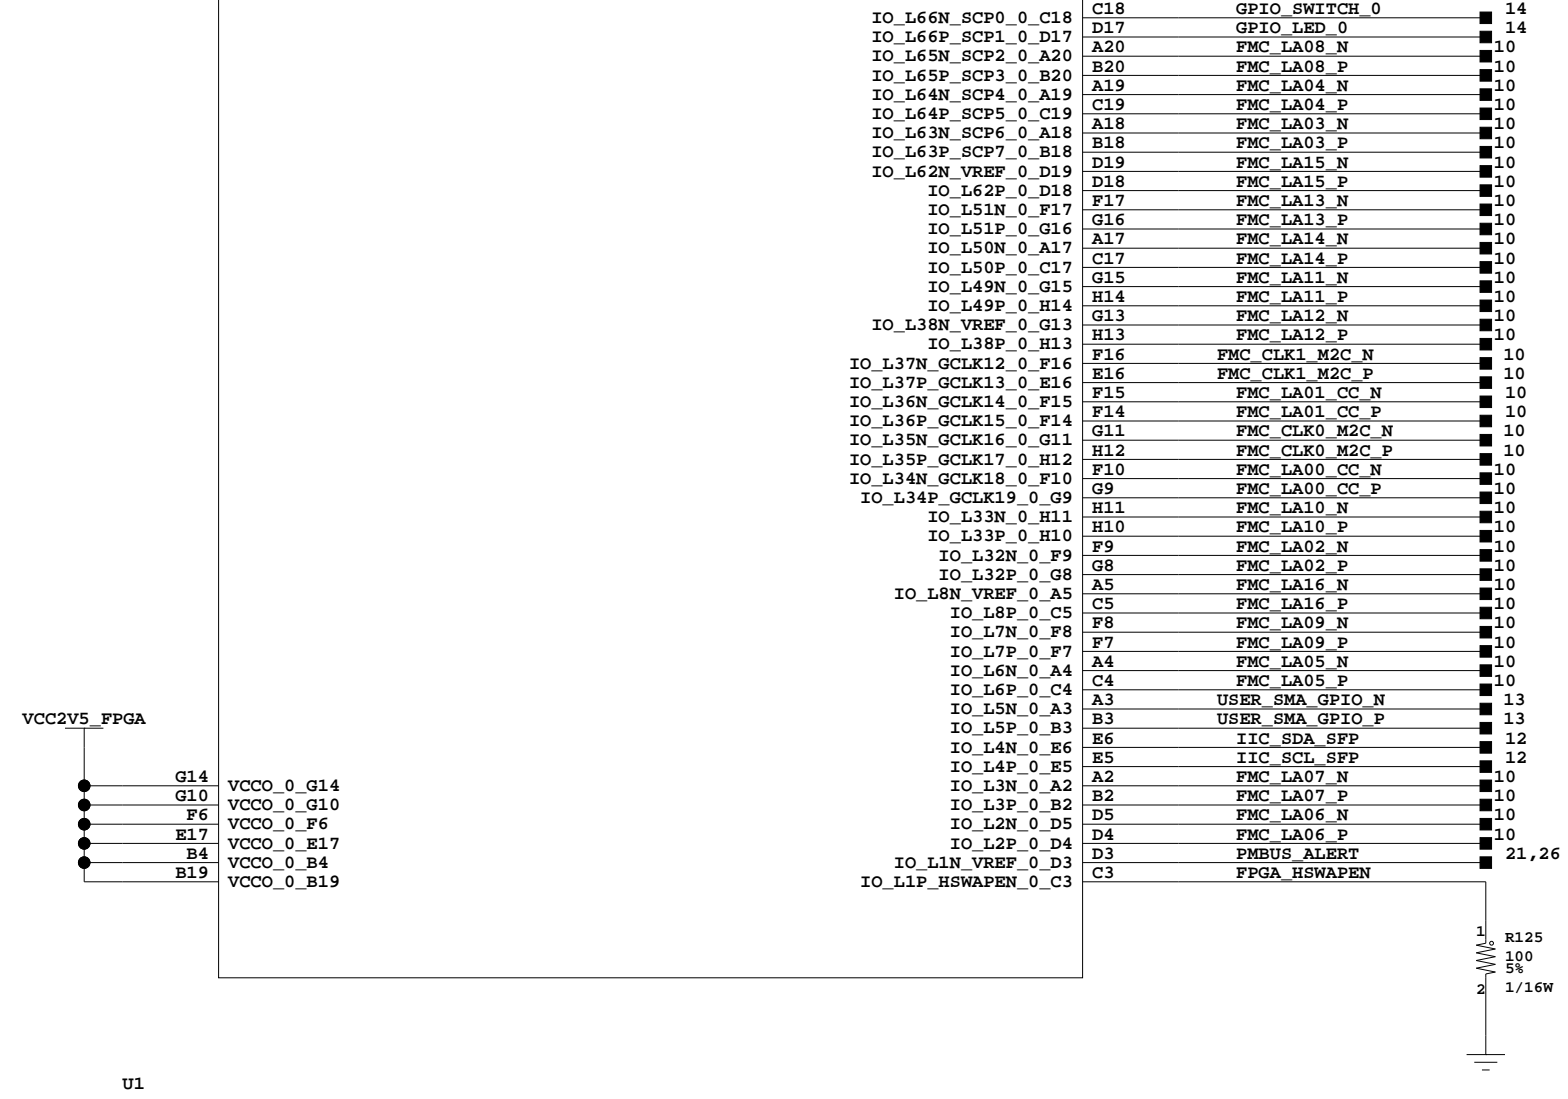 IO_L66N_SCP0_0_C18 C18 GPIO_SWITCH_0 14
IO_L66P_SCP1_0_D17 D17 GPIO_LED_0 14
IO_L65N_SCP2_0_A20 A20 FMC_LA08_N 10
IO_L65P_SCP3_0_B20 B20 FMC_LA08_P 10
IO_L64N_SCP4_0_A19 A19 FMC_LA04_N 10
IO_L64P_SCP5_0_C19 C19 FMC_LA04_P 10
IO_L63N_SCP6_0_A18 A18 FMC_LA03_N 10
IO_L63P_SCP7_0_B18 B18 FMC_LA03_P 10
IO_L62N_VREF_0_D19 D19 FMC_LA15_N 10
IO_L62P_0_D18 D18 FMC_LA15_P 10
IO_L51N_0_F17 F17 FMC_LA13_N 10
IO_L51P_0_G16 G16 FMC_LA13_P 10
IO_L50N_0_A17 A17 FMC_LA14_N 10
IO_L50P_0_C17 C17 FMC_LA14_P 10
IO_L49N_0_G15 G15 FMC_LA11_N 10
IO_L49P_0_H14 H14 FMC_LA11_P 10
IO_L38N_VREF_0_G13 G13 FMC_LA12_N 10
IO_L38P_0_H13 H13 FMC_LA12_P 10
IO_L37N_GCLK12_0_F16 F16 FMC_CLK1_M2C_N 10
IO_L37P_GCLK13_0_E16 E16 FMC_CLK1_M2C_P 10
IO_L36N_GCLK14_0_F15 F15 FMC_LA01_CC_N 10
IO_L36P_GCLK15_0_F14 F14 FMC_LA01_CC_P 10
IO_L35N_GCLK16_0_G11 G11 FMC_CLK0_M2C_N 10
IO_L35P_GCLK17_0_H12 H12 FMC_CLK0_M2C_P 10
IO_L34N_GCLK18_0_F10 F10 FMC_LA00_CC_N 10
IO_L34P_GCLK19_0_G9 G9 FMC_LA00_CC_P 10
IO_L33N_0_H11 H11 FMC_LA10_N 10
IO_L33P_0_H10 H10 FMC_LA10_P 10
IO_L32N_0_F9 F9 FMC_LA02_N 10
IO_L32P_0_G8 G8 FMC_LA02_P 10
IO_L8N_VREF_0_A5 A5 FMC_LA16_N 10
IO_L8P_0_C5 C5 FMC_LA16_P 10
IO_L7N_0_F8 F8 FMC_LA09_N 10
IO_L7P_0_F7 F7 FMC_LA09_P 10
IO_L6N_0_A4 A4 FMC_LA05_N 10
IO_L6P_0_C4 C4 FMC_LA05_P 10
IO_L5N_0_A3 A3 USER_SMA_GPIO_N 13
VCC2V5_FPGA IO_L5P_0_B3 B3 USER_SMA_GPIO_P 13
IO_L4N_0_E6 E6 IIC_SDA_SFP 12
IO_L4P_0_E5 E5 IIC_SCL_SFP 12
G14 VCCO_0_G14 IO_L3N_0_A2 A2 FMC_LA07_N 10
G10 VCCO_0_G10 IO_L3P_0_B2 B2 FMC_LA07_P 10
F6 VCCO_0_F6 IO_L2N_0_D5 D5 FMC_LA06_N 10
E17 VCCO_0_E17 IO_L2P_0_D4 D4 FMC_LA06_P 10
B4 VCCO_0_B4 IO_L1N_VREF_0_D3 D3 PMBUS_ALERT 21,26
B19 VCCO_0_B19 IO_L1P_HSWAPEN_0_C3 C3 FPGA_HSWAPEN
1 R125
100
5%
2 1/16W
U1